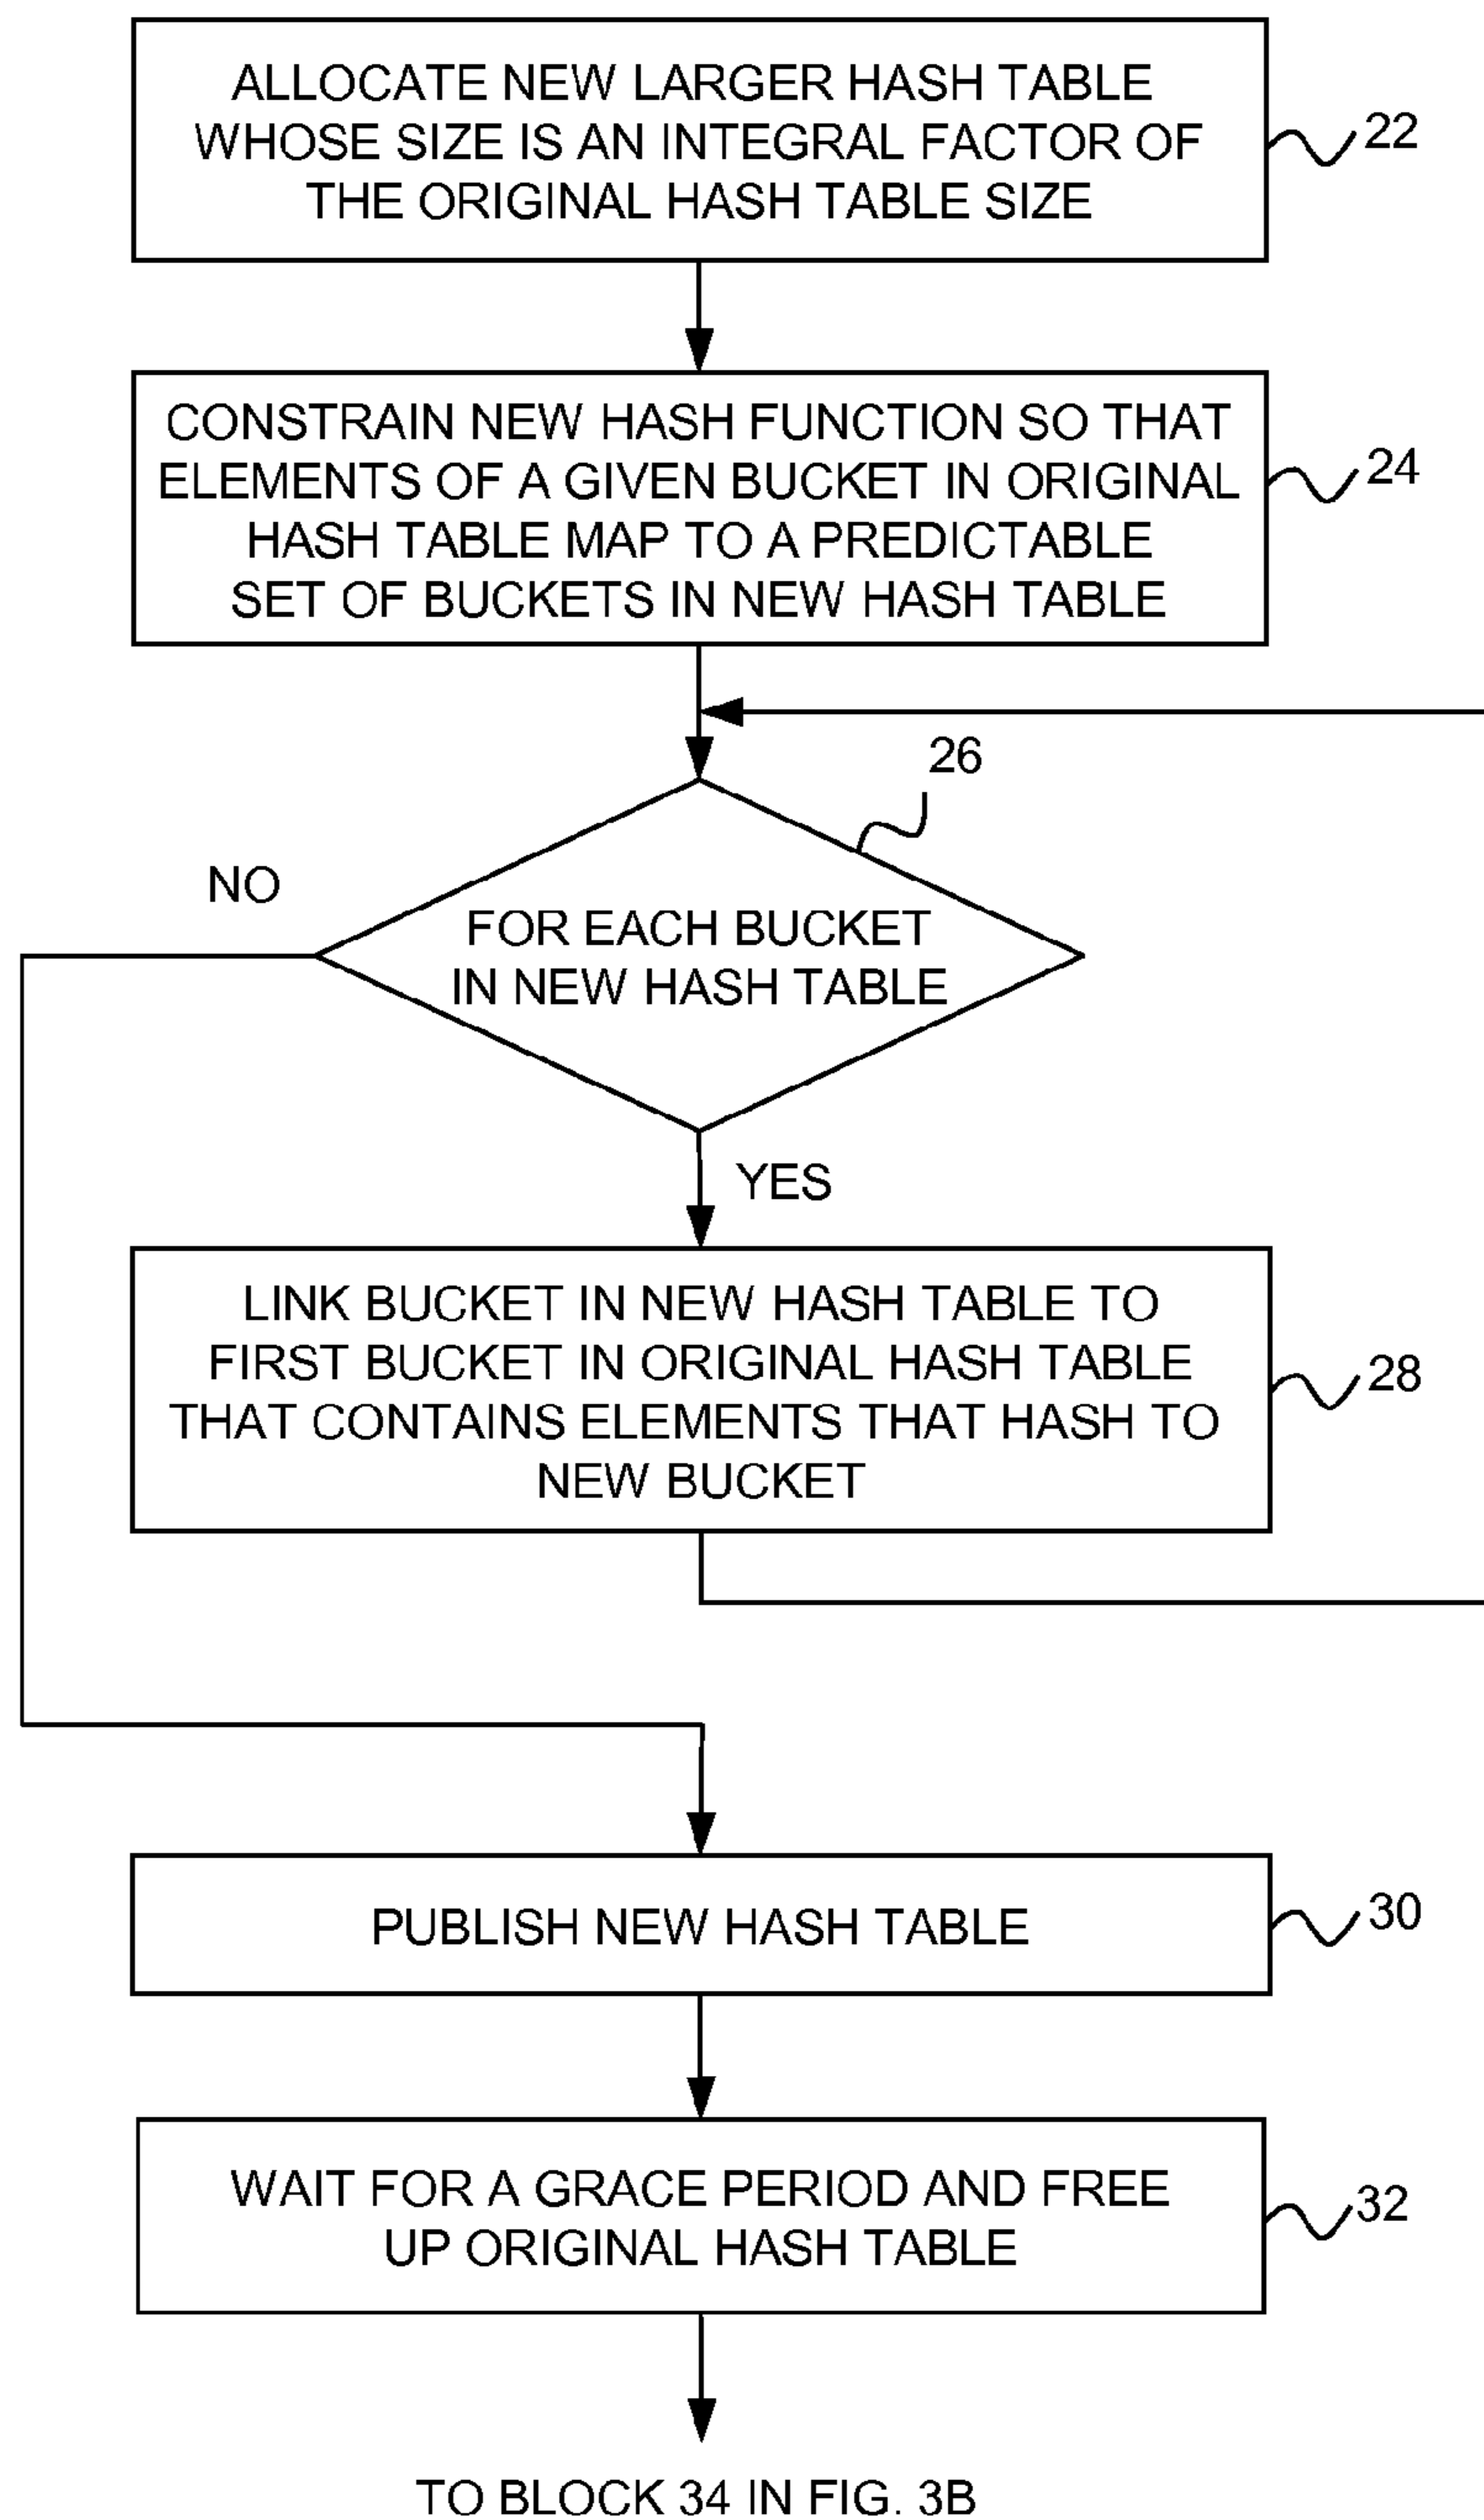 ALLOCATE NEW LARGER HASH TABLE
WHOSE SIZE IS AN INTEGRAL FACTOR OF
THE ORIGINAL HASH TABLE SIZE
22
CONSTRAIN NEW HASH FUNCTION SO THAT
ELEMENTS OF A GIVEN BUCKET IN ORIGINAL
HASH TABLE MAP TO A PREDICTABLE
SET OF BUCKETS IN NEW HASH TABLE
24
26
NO
FOR EACH BUCKET
IN NEW HASH TABLE
YES
LINK BUCKET IN NEW HASH TABLE TO
FIRST BUCKET IN ORIGINAL HASH TABLE
THAT CONTAINS ELEMENTS THAT HASH TO
NEW BUCKET
28
PUBLISH NEW HASH TABLE
30
WAIT FOR A GRACE PERIOD AND FREE
UP ORIGINAL HASH TABLE
32
TO BLOCK 34 IN FIG. 3B